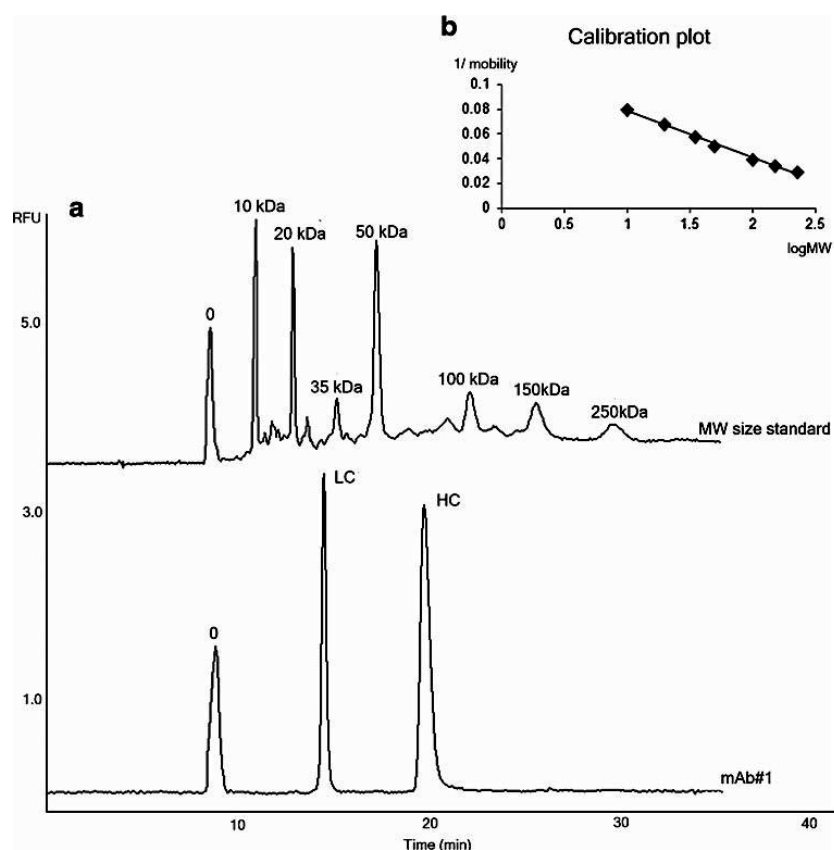 b
Calibration plot
1/ mobility
0.1
0.08
0.06
0.04
0.02
0
0 0.5 1 1.5 2 2.5
logMW
a
RFU
10 kDa
20 kDa
50 kDa
0
5.0
35 kDa
100 kDa
150kDa
250kDa
MW size standard
LC
HC
3.0
0
1.0
mAb#1
10 20 30 40
Time (min)